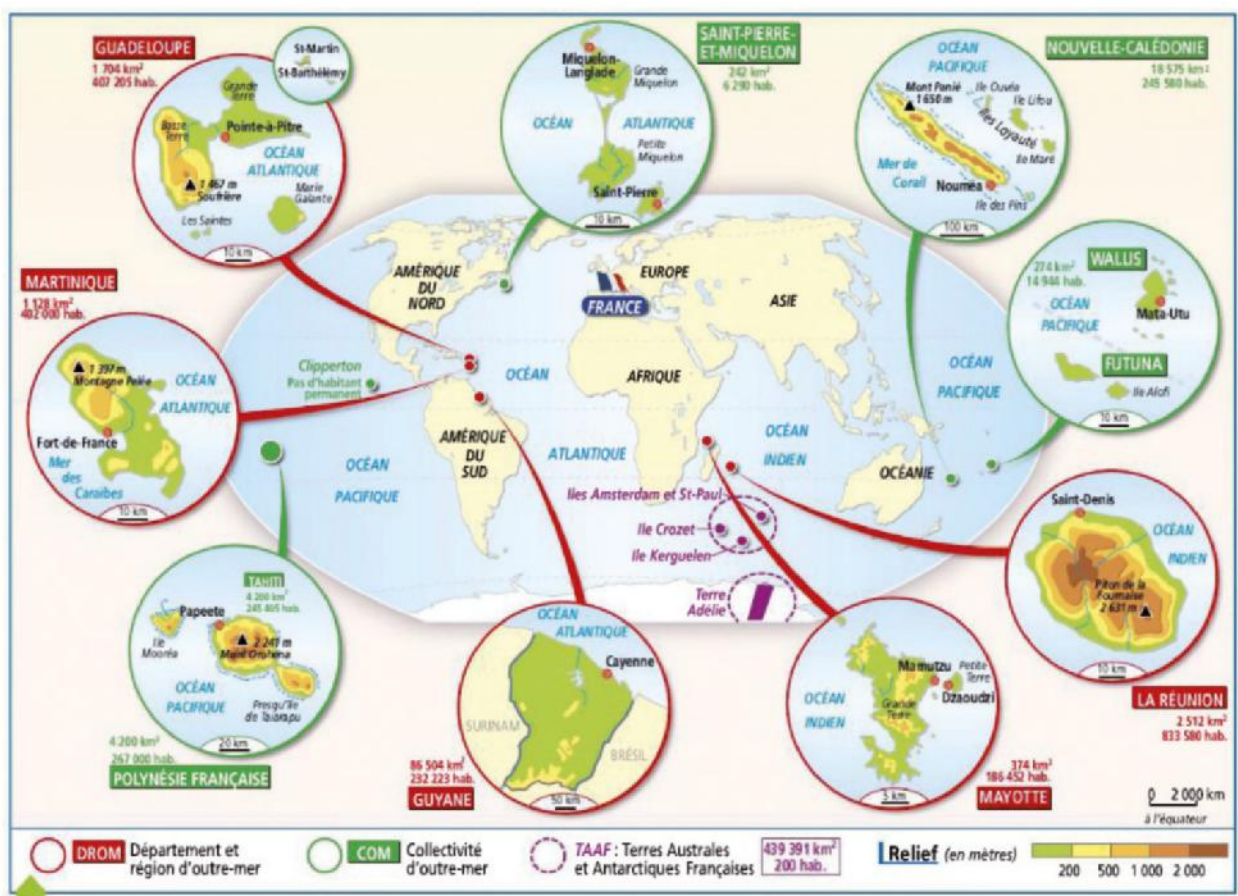 GUADELOUPE
1 704 km²
407 205 hab.
St-Martin
St-Barthélémy
Grande
Terre
Basse
Terre
Pointe-à-Pitre
OCÉAN
ATLANTIQUE
1 467 m
Soufrière
Marie
Galante
Les Saintes
10 km
SAINT-PIERRE-
ET-MIQUELON
242 km²
6 290 hab.
Miquelon-
Langlade
Grande
Miquelon
OCÉAN ATLANTIQUE
Petite
Miquelon
Saint-Pierre
10 km
NOUVELLE-CALÉDONIE
18 575 km²
245 580 hab.
OCÉAN
PACIFIQUE
Mont Panié
1 650 m
Ile Ouvéa
Ile Lifou
Iles Loyauté
Ile Maré
Mer de
Corail
Nouméa
Ile des Pins
100 km
MARTINIQUE
1 128 km²
402 000 hab.
1 397 m
Montagne Pelée
OCÉAN
ATLANTIQUE
Fort-de-France
Mer
des
Caraïbes
10 km
WALLIS
274 km²
14 944 hab.
OCÉAN
PACIFIQUE
Mata-Utu
FUTUNA
Ile Alofi
10 km
AMÉRIQUE
DU
NORD
EUROPE
FRANCE
ASIE
Clipperton
Pas d'habitant
permanent
OCÉAN
ATLANTIQUE
AFRIQUE
OCÉAN
PACIFIQUE
AMÉRIQUE
DU
SUD
OCÉAN
PACIFIQUE
OCÉAN
INDIEN
OCÉANIE
Iles Amsterdam et St-Paul
Ile Crozet
Ile Kerguelen
Terre
Adélie
TAHITI
4 200 km²
245 405 hab.
Papeete
Ile
Mooréa
2 241 m
Mont Orohena
OCÉAN
PACIFIQUE
Presqu'île
de Taiarapu
20 km
4 200 km²
267 000 hab.
POLYNÉSIE FRANÇAISE
OCÉAN
ATLANTIQUE
Cayenne
SURINAM
BRÉSIL
50 km
86 504 km²
232 223 hab.
GUYANE
Mamutzu
Petite
Terre
Dzaoudzi
Grande
Terre
OCÉAN
INDIEN
5 km
374 km²
186 452 hab.
MAYOTTE
Saint-Denis
OCÉAN
INDIEN
Piton de la
Fournaise
2 631 m
10 km
LA RÉUNION
2 512 km²
833 580 hab.
0 2 000 km
à l'équateur
DROM Département et
région d'outre-mer
COM Collectivité
d'outre-mer
TAAF : Terres Australes
et Antarctiques Françaises
439 391 km²
200 hab.
Relief (en mètres)
200 500 1 000 2 000